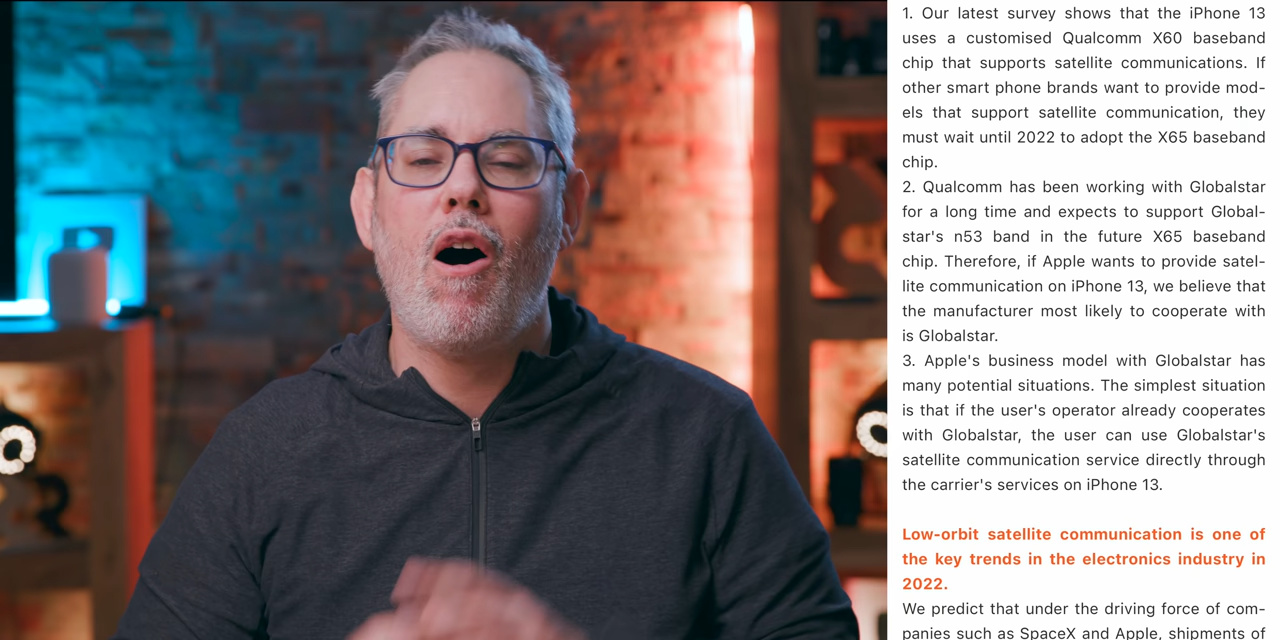 1. Our latest survey shows that the iPhone 13
uses a customised Qualcomm X60 baseband
chip that supports satellite communications. If
other smart phone brands want to provide mod-
els that support satellite communication, they
must wait until 2022 to adopt the X65 baseband
chip.
2. Qualcomm has been working with Globalstar
for a long time and expects to support Global-
star's n53 band in the future X65 baseband
chip. Therefore, if Apple wants to provide satel-
lite communication on iPhone 13, we believe that
the manufacturer most likely to cooperate with
is Globalstar.
3. Apple's business model with Globalstar has
many potential situations. The simplest situation
is that if the user's operator already cooperates
with Globalstar, the user can use Globalstar's
satellite communication service directly through
the carrier's services on iPhone 13.
Low-orbit satellite communication is one of
the key trends in the electronics industry in
2022.
We predict that under the driving force of com-
panies such as SpaceX and Apple, shipments of